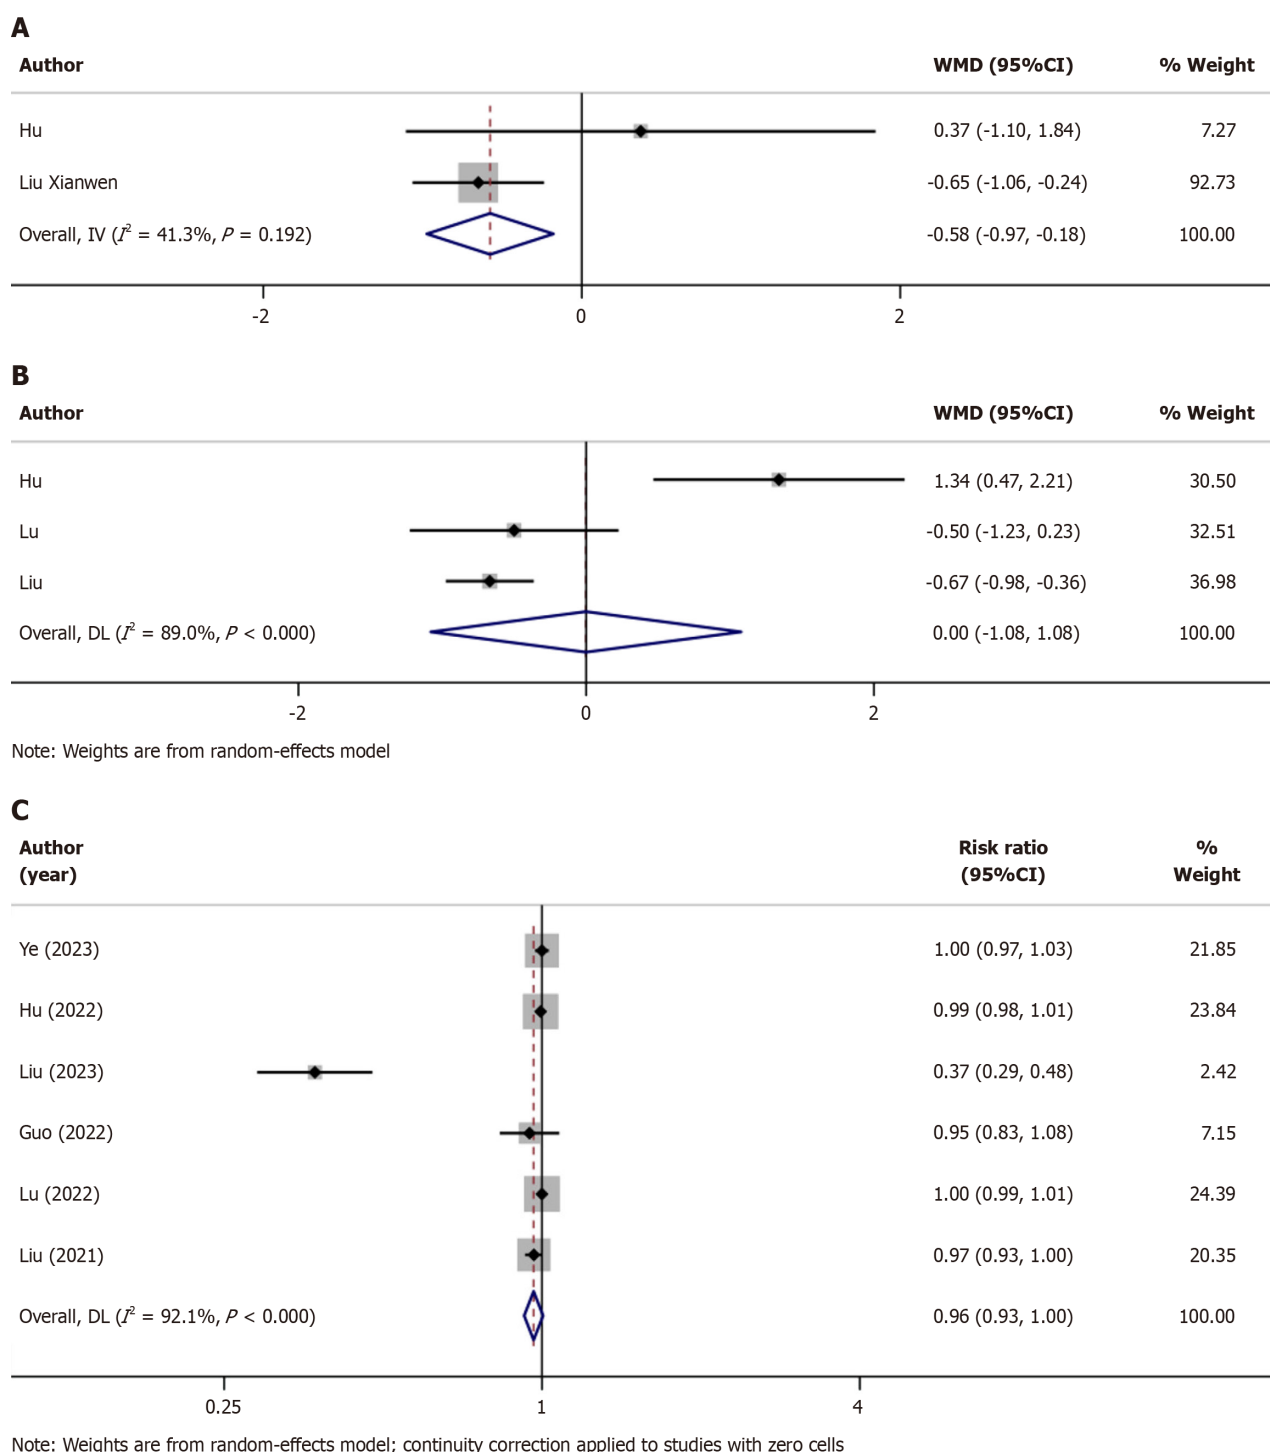 A
Author WMD (95%CI) % Weight
Hu 0.37 (-1.10, 1.84) 7.27
Liu Xianwen -0.65 (-1.06, -0.24) 92.73
Overall, IV (I² = 41.3%, P = 0.192) -0.58 (-0.97, -0.18) 100.00
-2 0 2
B
Author WMD (95%CI) % Weight
Hu 1.34 (0.47, 2.21) 30.50
Lu -0.50 (-1.23, 0.23) 32.51
Liu -0.67 (-0.98, -0.36) 36.98
Overall, DL (I² = 89.0%, P < 0.000) 0.00 (-1.08, 1.08) 100.00
-2 0 2
Note: Weights are from random-effects model
C
Author Risk ratio %
(year) (95%CI) Weight
Ye (2023) 1.00 (0.97, 1.03) 21.85
Hu (2022) 0.99 (0.98, 1.01) 23.84
Liu (2023) 0.37 (0.29, 0.48) 2.42
Guo (2022) 0.95 (0.83, 1.08) 7.15
Lu (2022) 1.00 (0.99, 1.01) 24.39
Liu (2021) 0.97 (0.93, 1.00) 20.35
Overall, DL (I² = 92.1%, P < 0.000) 0.96 (0.93, 1.00) 100.00
0.25 1 4
Note: Weights are from random-effects model; continuity correction applied to studies with zero cells